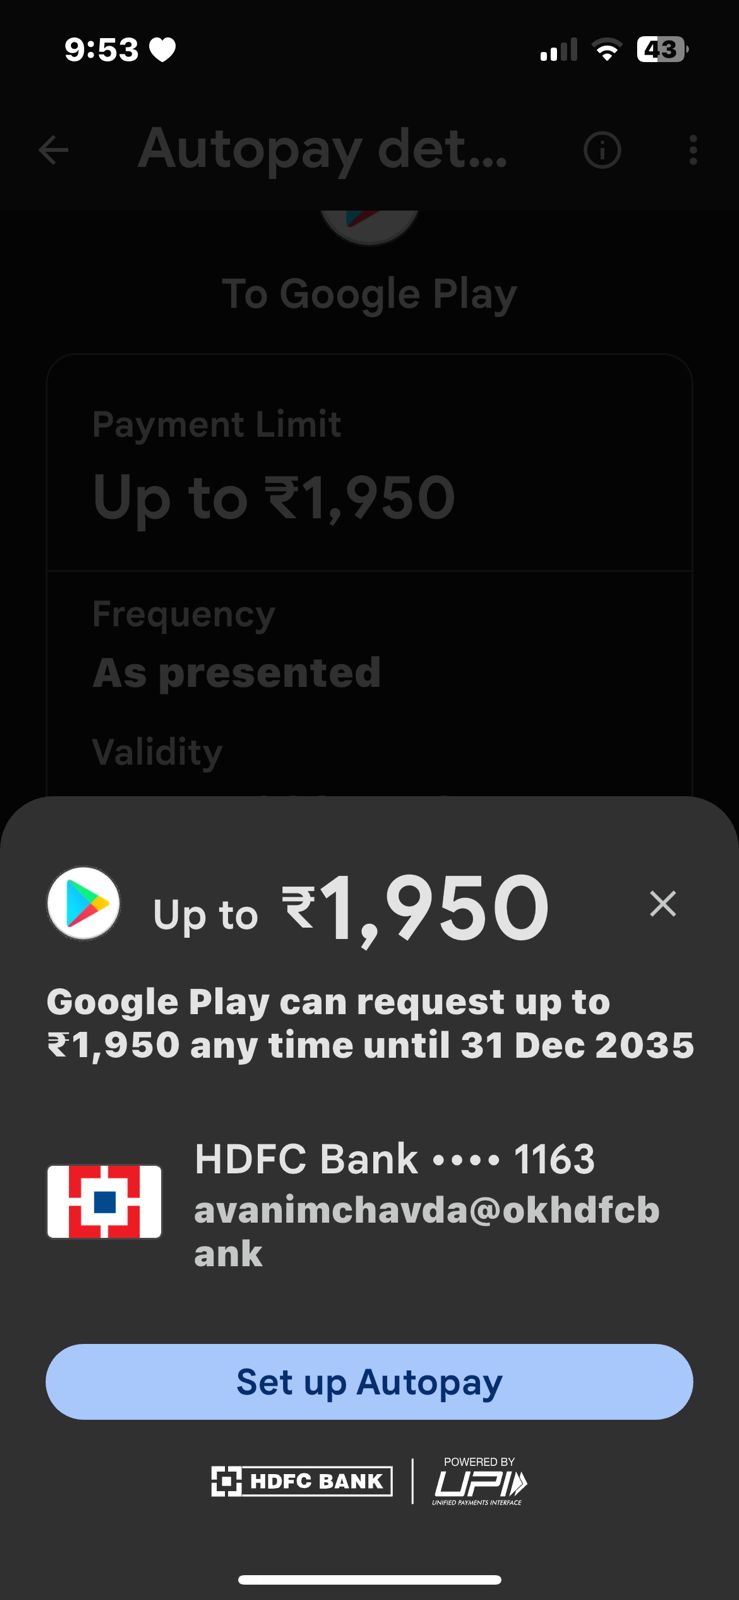 9:53
43
Autopay det...
To Google Play
Payment Limit
Up to ₹1,950
Frequency
As presented
Validity
Up to ₹1,950
Google Play can request up to
₹1,950 any time until 31 Dec 2035
HDFC Bank •••• 1163
avanimchavda@okhdfcb
ank
Set up Autopay
HDFC BANK
POWERED BY
UPI
UNIFIED PAYMENTS INTERFACE